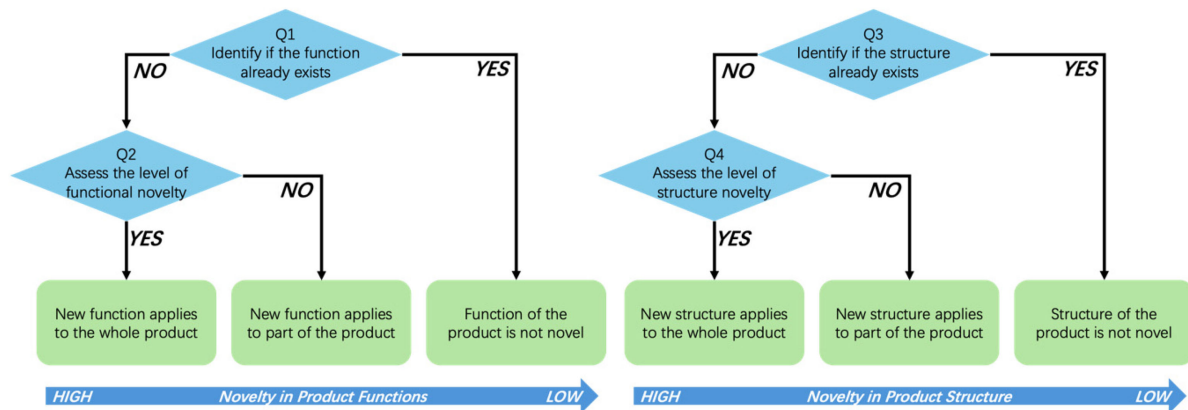 Q1
Identify if the function
already exists
NO
YES
Q2
Assess the level of
functional novelty
NO
YES
New function applies
to the whole product
New function applies
to part of the product
Function of the
product is not novel
HIGH
Novelty in Product Functions
LOW
Q3
Identify if the structure
already exists
NO
YES
Q4
Assess the level of
structure novelty
NO
YES
New structure applies
to the whole product
New structure applies
to part of the product
Structure of the
product is not novel
HIGH
Novelty in Product Structure
LOW